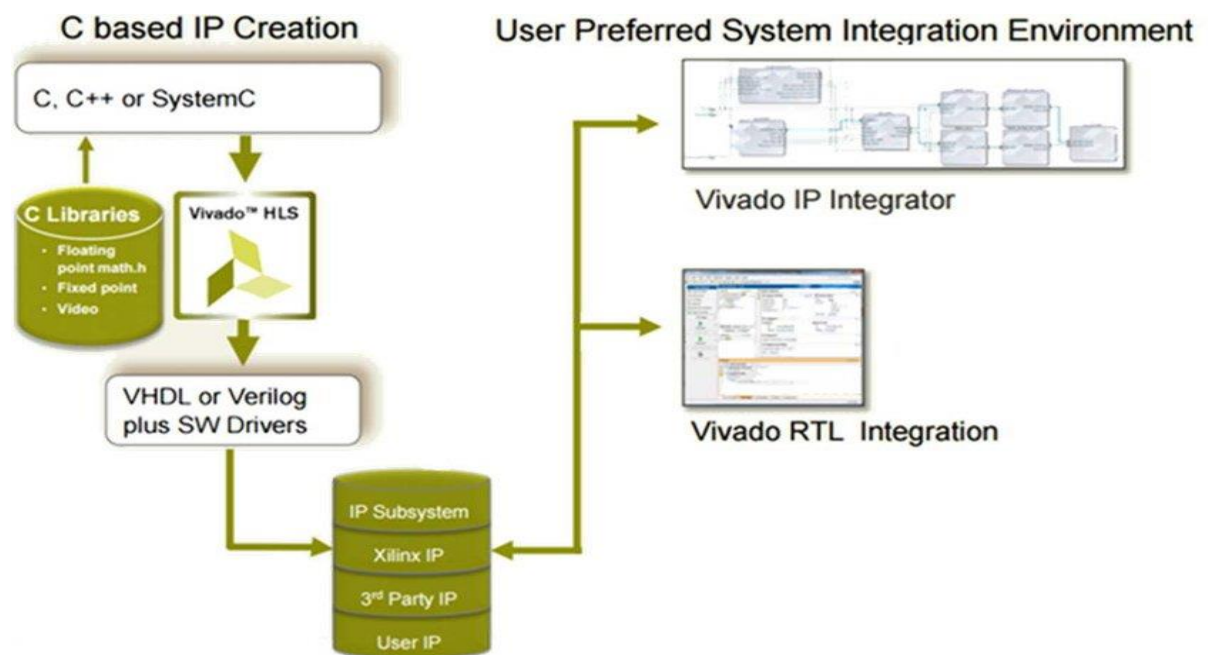 C based IP Creation
User Preferred System Integration Environment
C, C++ or SystemC
C Libraries
• Floating
point math.h
• Fixed point
• Video
Vivado™ HLS
VHDL or Verilog
plus SW Drivers
IP Subsystem
Xilinx IP
3rd Party IP
User IP
Vivado IP Integrator
Vivado RTL Integration